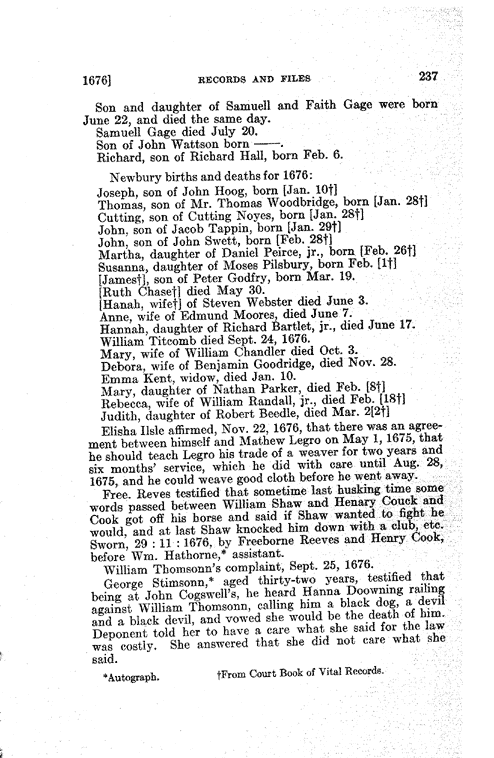 1676] RECORDS AND FILES 237
Son and daughter of Samuell and Faith Gage were born
June 22, and died the same day.
Samuell Gage died July 20.
Son of John Wattson born ——.
Richard, son of Richard Hall, born Feb. 6.
Newbury births and deaths for 1676:
Joseph, son of John Hoog, born [Jan. 10†]
Thomas, son of Mr. Thomas Woodbridge, born [Jan. 28†]
Cutting, son of Cutting Noyes, born [Jan. 28†]
John, son of Jacob Tappin, born [Jan. 29†]
John, son of John Swett, born [Feb. 28†]
Martha, daughter of Daniel Peirce, jr., born [Feb. 26†]
Susanna, daughter of Moses Pilsbury, born Feb. [1†]
[James†], son of Peter Godfry, born Mar. 19.
[Ruth Chase†] died May 30.
[Hanah, wife†] of Steven Webster died June 3.
Anne, wife of Edmund Moores, died June 7.
Hannah, daughter of Richard Bartlet, jr., died June 17.
William Titcomb died Sept. 24, 1676.
Mary, wife of William Chandler died Oct. 3.
Debora, wife of Benjamin Goodridge, died Nov. 28.
Emma Kent, widow, died Jan. 10.
Mary, daughter of Nathan Parker, died Feb. [8†]
Rebecca, wife of William Randall, jr., died Feb. [18†]
Judith, daughter of Robert Beedle, died Mar. 2[2†]
Elisha Ilsle affirmed, Nov. 22, 1676, that there was an agree-
ment between himself and Mathew Legro on May 1, 1675, that
he should teach Legro his trade of a weaver for two years and
six months' service, which he did with care until Aug. 28,
1675, and he could weave good cloth before he went away.
Free. Reves testified that sometime last husking time some
words passed between William Shaw and Henary Couck and
Cook got off his horse and said if Shaw wanted to fight he
would, and at last Shaw knocked him down with a club, etc.
Sworn, 29 : 11 : 1676, by Freeborne Reeves and Henry Cook,
before Wm. Hathorne,* assistant.
William Thomsonn's complaint, Sept. 25, 1676.
George Stimsonn,* aged thirty-two years, testified that
being at John Cogswell's, he heard Hanna Doowning railing
against William Thomsonn, calling him a black dog, a devil
and a black devil, and vowed she would be the death of him.
Deponent told her to have a care what she said for the law
was costly. She answered that she did not care what she
said.
*Autograph. †From Court Book of Vital Records.